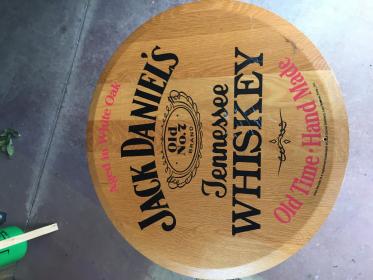 Aged in White Oak
JACK DANIEL'S
OLD
NO.7
BRAND
Tennessee
WHISKEY
Old Time • Hand Made